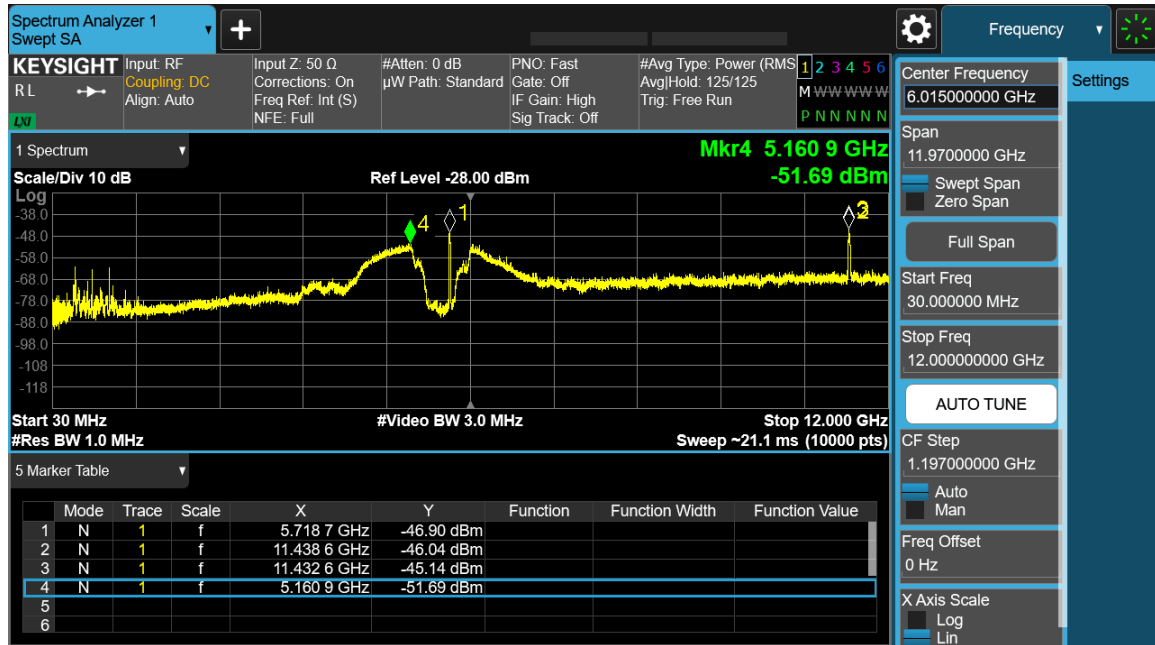 Spectrum Analyzer 1
Swept SA
+
Frequency
KEYSIGHT
RL
LXI
Input: RF
Coupling: DC
Align: Auto
Input Z: 50 Ω
Corrections: On
Freq Ref: Int (S)
NFE: Full
#Atten: 0 dB
µW Path: Standard
PNO: Fast
Gate: Off
IF Gain: High
Sig Track: Off
#Avg Type: Power (RMS
Avg|Hold: 125/125
Trig: Free Run
1 2 3 4 5 6
M W W W W W
P N N N N N
1 Spectrum
Mkr4 5.160 9 GHz
-51.69 dBm
Scale/Div 10 dB
Ref Level -28.00 dBm
Log
-38.0
-48.0
-58.0
-68.0
-78.0
-88.0
-98.0
-108
-118
4
1
Start 30 MHz
#Video BW 3.0 MHz
Stop 12.000 GHz
#Res BW 1.0 MHz
Sweep ~21.1 ms (10000 pts)
5 Marker Table
Mode Trace Scale X Y Function Function Width Function Value
1 N 1 f 5.718 7 GHz -46.90 dBm
2 N 1 f 11.438 6 GHz -46.04 dBm
3 N 1 f 11.432 6 GHz -45.14 dBm
4 N 1 f 5.160 9 GHz -51.69 dBm
5
6
Center Frequency
6.015000000 GHz
Settings
Span
11.9700000 GHz
Swept Span
Zero Span
Full Span
Start Freq
30.000000 MHz
Stop Freq
12.000000000 GHz
AUTO TUNE
CF Step
1.197000000 GHz
Auto
Man
Freq Offset
0 Hz
X Axis Scale
Log
Lin